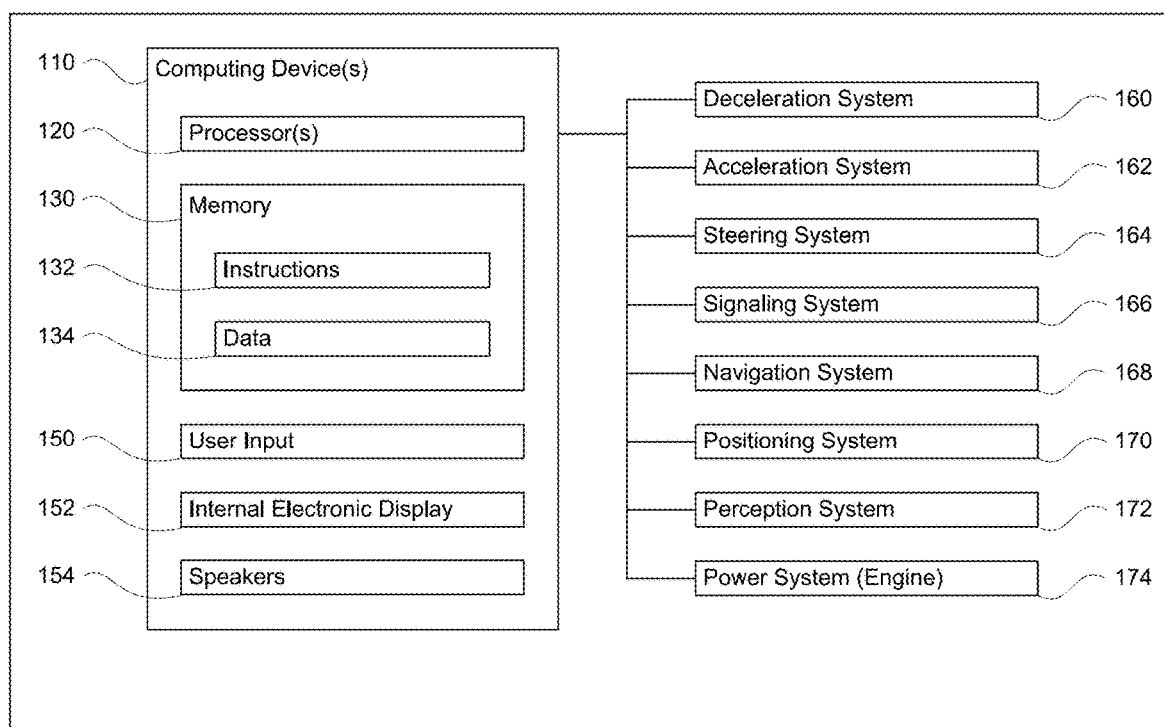 110 Computing Device(s)
120 Processor(s)
130 Memory
132 Instructions
134 Data
150 User Input
152 Internal Electronic Display
154 Speakers
Deceleration System 160
Acceleration System 162
Steering System 164
Signaling System 166
Navigation System 168
Positioning System 170
Perception System 172
Power System (Engine) 174